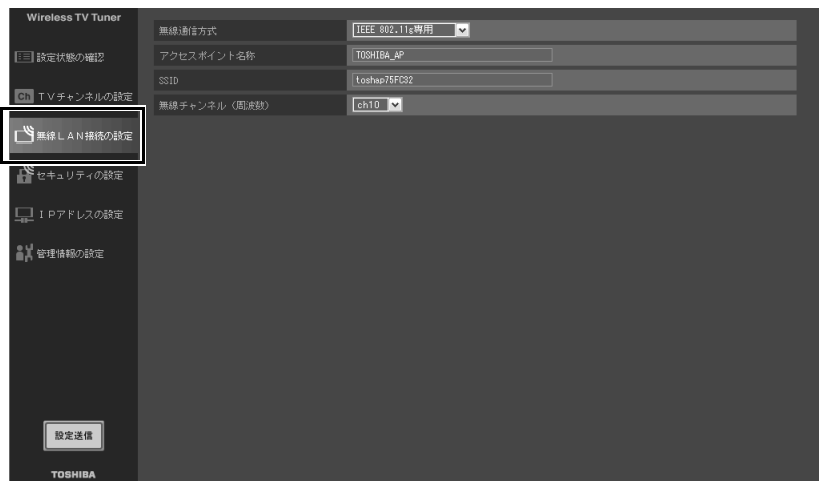 Wireless TV Tuner
設定状態の確認
Ch TVチャンネルの設定
無線LAN接続の設定
セキュリティの設定
IPアドレスの設定
管理情報の設定
設定送信
TOSHIBA
無線通信方式 IEEE 802.11g専用
アクセスポイント名称 TOSHIBA_AP
SSID toshap75FC32
無線チャンネル（周波数） ch10